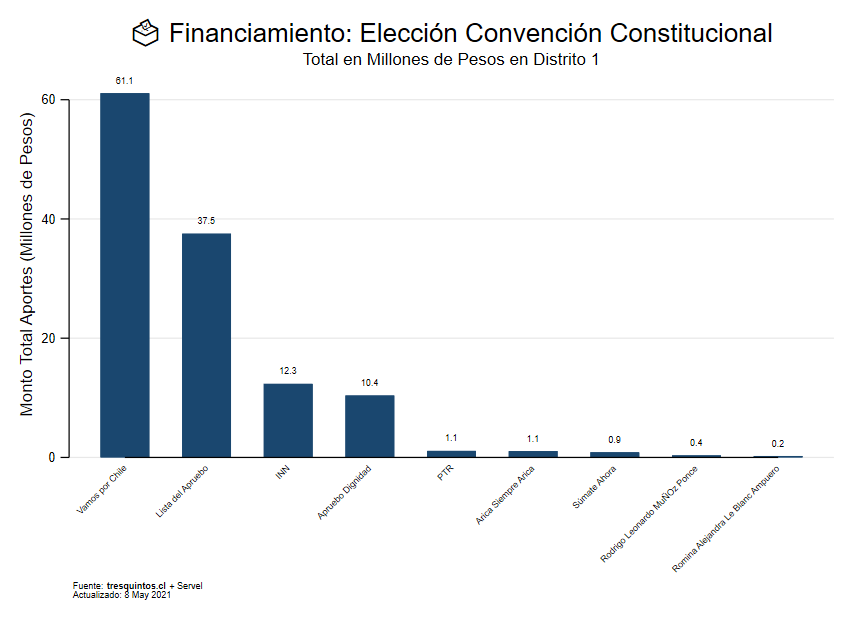 Financiamiento: Elección Convención Constitucional
Total en Millones de Pesos en Distrito 1
Monto Total Aportes (Millones de Pesos)
60
40
20
0
61.1
37.5
12.3
10.4
1.1
1.1
0.9
0.4
0.2
Vamos por Chile
Lista del Apruebo
INN
Apruebo Dignidad
PTR
Arica Siempre Arica
Súmate Ahora
Rodrigo Leonardo MuÑOz Ponce
Romina Alejandra Le Blanc Ampuero
Fuente: tresquintos.cl + Servel
Actualizado: 8 May 2021